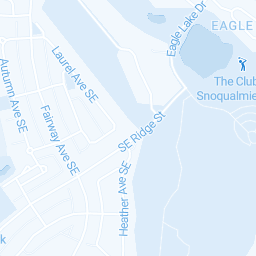 EAGLE
Eagle Lake Dr
Laurel Ave SE
The Club
Snoqualmie
Autumn Ave SE
Fairway Ave SE
SE Ridge St
Heather Ave SE